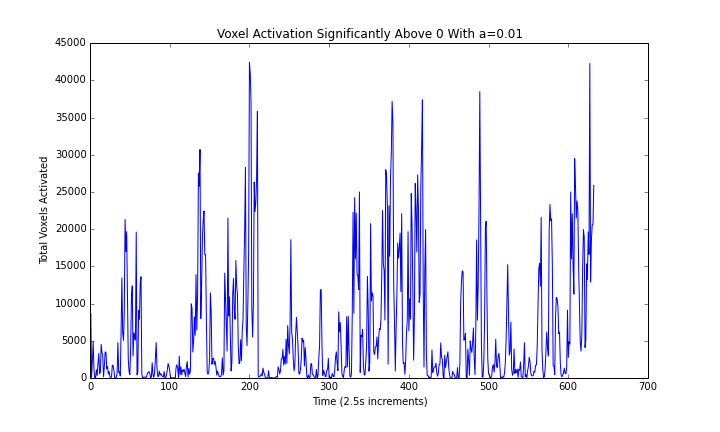 Voxel Activation Significantly Above 0 With a=0.01
45000
40000
35000
30000
25000
20000
15000
10000
5000
0
Total Voxels Activated
0 100 200 300 400 500 600 700
Time (2.5s increments)